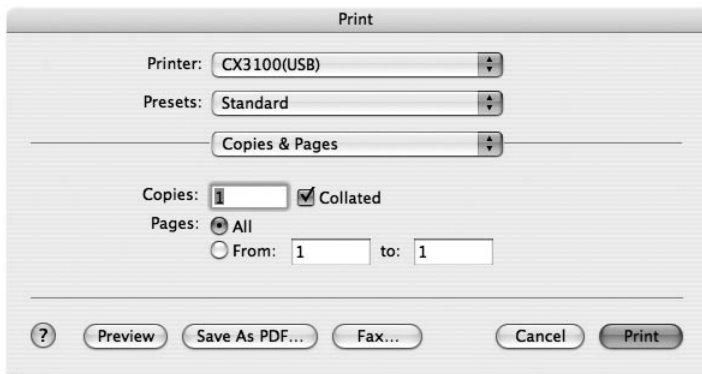 Print
Printer: CX3100(USB)
Presets: Standard
Copies & Pages
Copies: 1 Collated
Pages: All
From: 1 to: 1
? Preview Save As PDF... Fax... Cancel Print